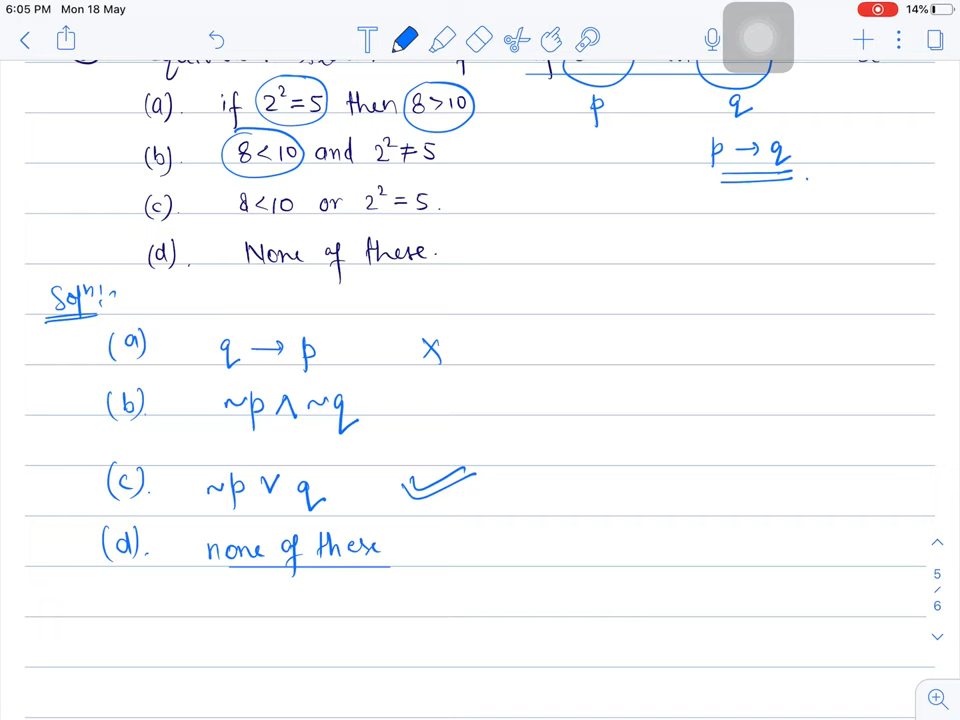 6:05 PM Mon 18 May 14%
(a). if 2² = 5 then 8 > 10
p q
(b). 8 < 10 and 2² ≠ 5
p → q
(c). 8 < 10 or 2² = 5.
(d). None of these.
Solⁿ:
(a) q → p X
(b). ~p ∧ ~q
(c). ~p ∨ q
(d). none of these
5
/
6